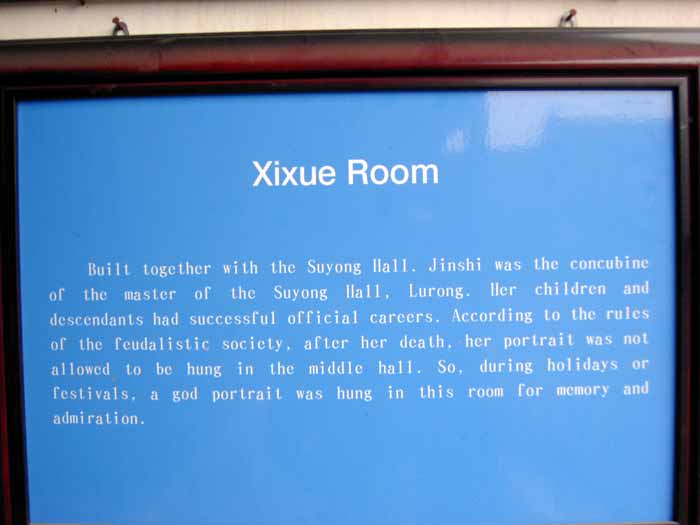 Xixue Room
Built together with the Suyong Hall. Jinshi was the concubine
of the master of the Suyong Hall, Lurong. Her children and
descendants had successful official careers. According to the rules
of the feudalistic society, after her death, her portrait was not
allowed to be hung in the middle hall. So, during holidays or
festivals, a god portrait was hung in this room for memory and
admiration.